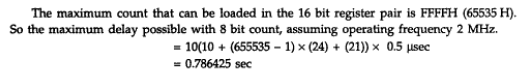 The maximum count that can be loaded in the 16 bit register pair is FFFFH (65535 H).
So the maximum delay possible with 8 bit count, assuming operating frequency 2 MHz.
= 10(10 + (655535 – 1) × (24) + (21)) × 0.5 μsec
= 0.786425 sec